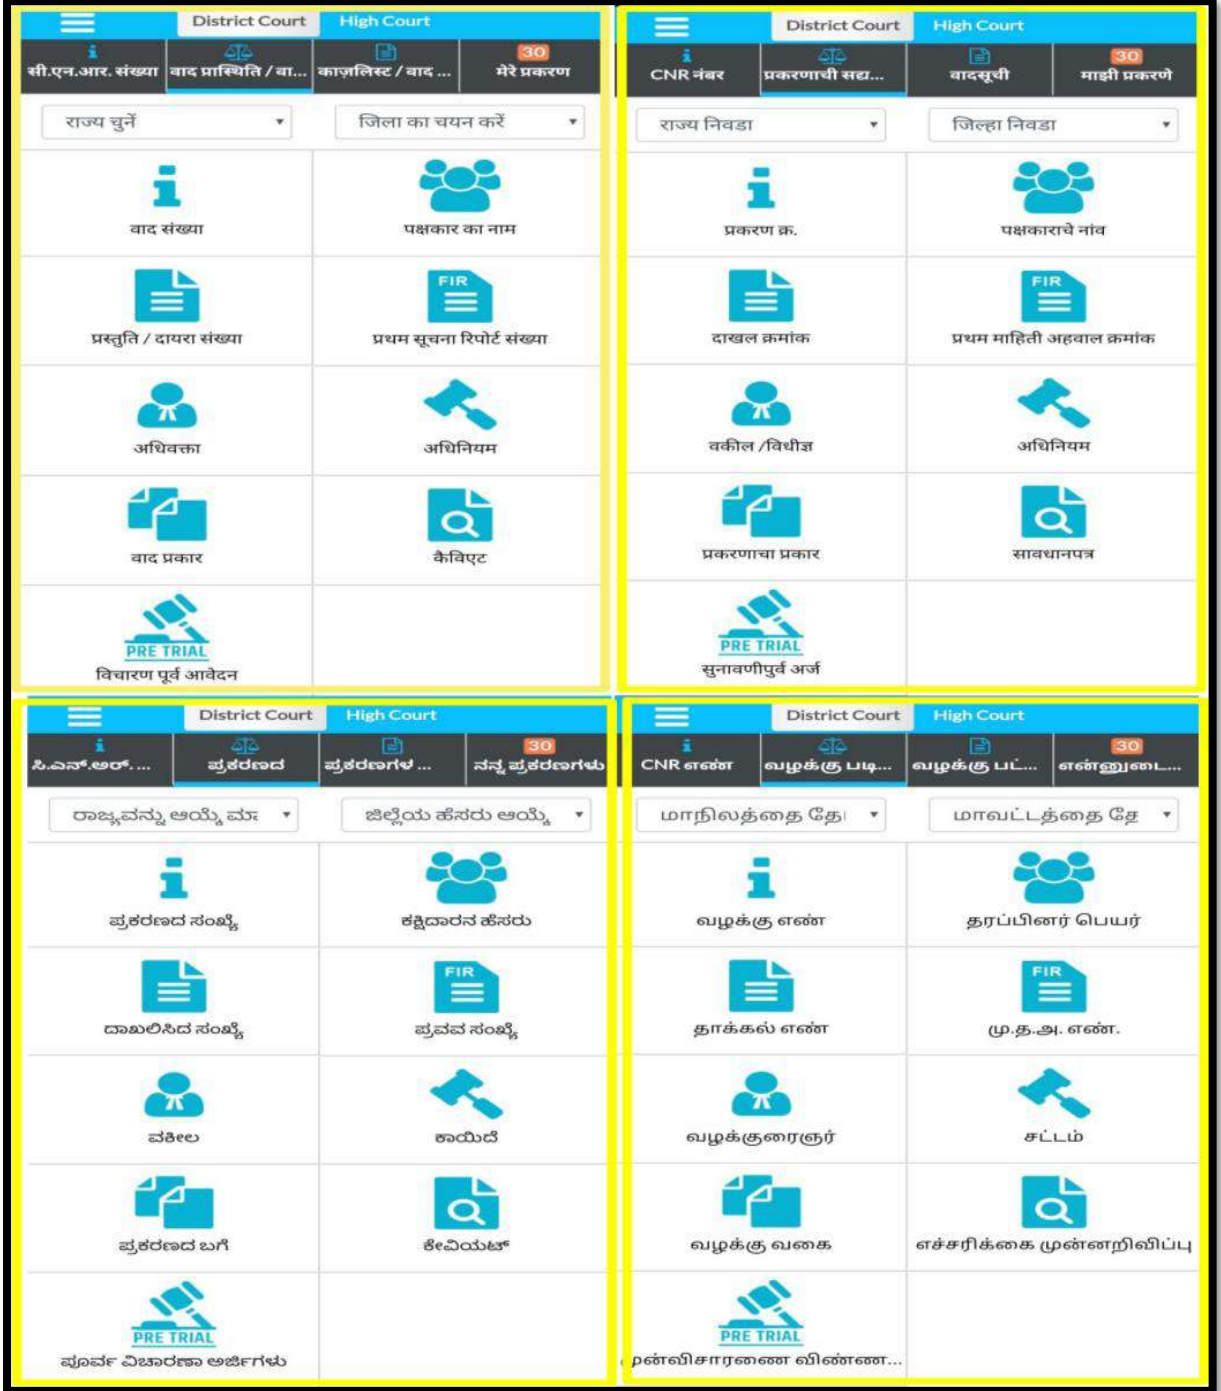 District Court High Court
सी.एन.आर. संख्या वाद प्रास्थिति / वा... काज़लिस्ट / वाद ... 30 मेरे प्रकरण
राज्य चुनें जिला का चयन करें
वाद संख्या पक्षकार का नाम
FIR
प्रस्तुति / दायरा संख्या प्रथम सूचना रिपोर्ट संख्या
अधिवक्ता अधिनियम
वाद प्रकार कैविएट
PRE TRIAL
विचारण पूर्व आवेदन
District Court High Court
CNR नंबर प्रकरणाची सद्य... वादसूची 30 माझी प्रकरणे
राज्य निवडा जिल्हा निवडा
प्रकरण क्र. पक्षकाराचे नांव
FIR
दाखल क्रमांक प्रथम माहिती अहवाल क्रमांक
वकील /विधीज्ञ अधिनियम
प्रकरणाचा प्रकार सावधानपत्र
PRE TRIAL
सुनावणीपुर्व अर्ज
District Court High Court
ಸಿ.ಎನ್.ಆರ್. ... ಪ್ರಕರಣದ ಪ್ರಕರಣಗಳ ... 30 ನನ್ನ ಪ್ರಕರಣಗಳು
ರಾಜ್ಯವನ್ನು ಆಯ್ಕೆ ಮಾ ಜಿಲ್ಲೆಯ ಹೆಸರು ಆಯ್ಕೆ
ಪ್ರಕರಣದ ಸಂಖ್ಯೆ ಕಕ್ಷಿದಾರನ ಹೆಸರು
FIR
ದಾಖಲಿಸಿದ ಸಂಖ್ಯೆ ಪ್ರವವ ಸಂಖ್ಯೆ
ವಕೀಲ ಕಾಯಿದೆ
ಪ್ರಕರಣದ ಬಗೆ ಕೇವಿಯಟ್
PRE TRIAL
ಪೂರ್ವ ವಿಚಾರಣಾ ಅರ್ಜಿಗಳು
District Court High Court
CNR எண் வழக்கு படி... வழக்கு பட்... 30 என்னுடை...
மாநிலத்தை தே மாவட்டத்தை தே
வழக்கு எண் தரப்பினர் பெயர்
FIR
தாக்கல் எண் மு.த.அ. எண்.
வழக்குரைஞர் சட்டம்
வழக்கு வகை எச்சரிக்கை முன்னறிவிப்பு
PRE TRIAL
முன்விசாரணை விண்ண...